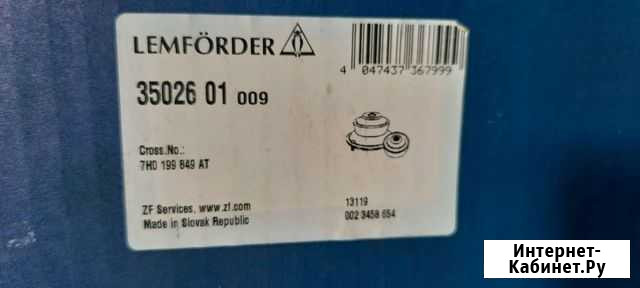 LEMFÖRDER
4 047437 367999
35026 01 009
Cross.No.:
7H0 199 849 AT
ZF Services, www.zf.com
Made in Slovak Republic
13119
002 3458 654
Интернет-
Кабинет.Ру